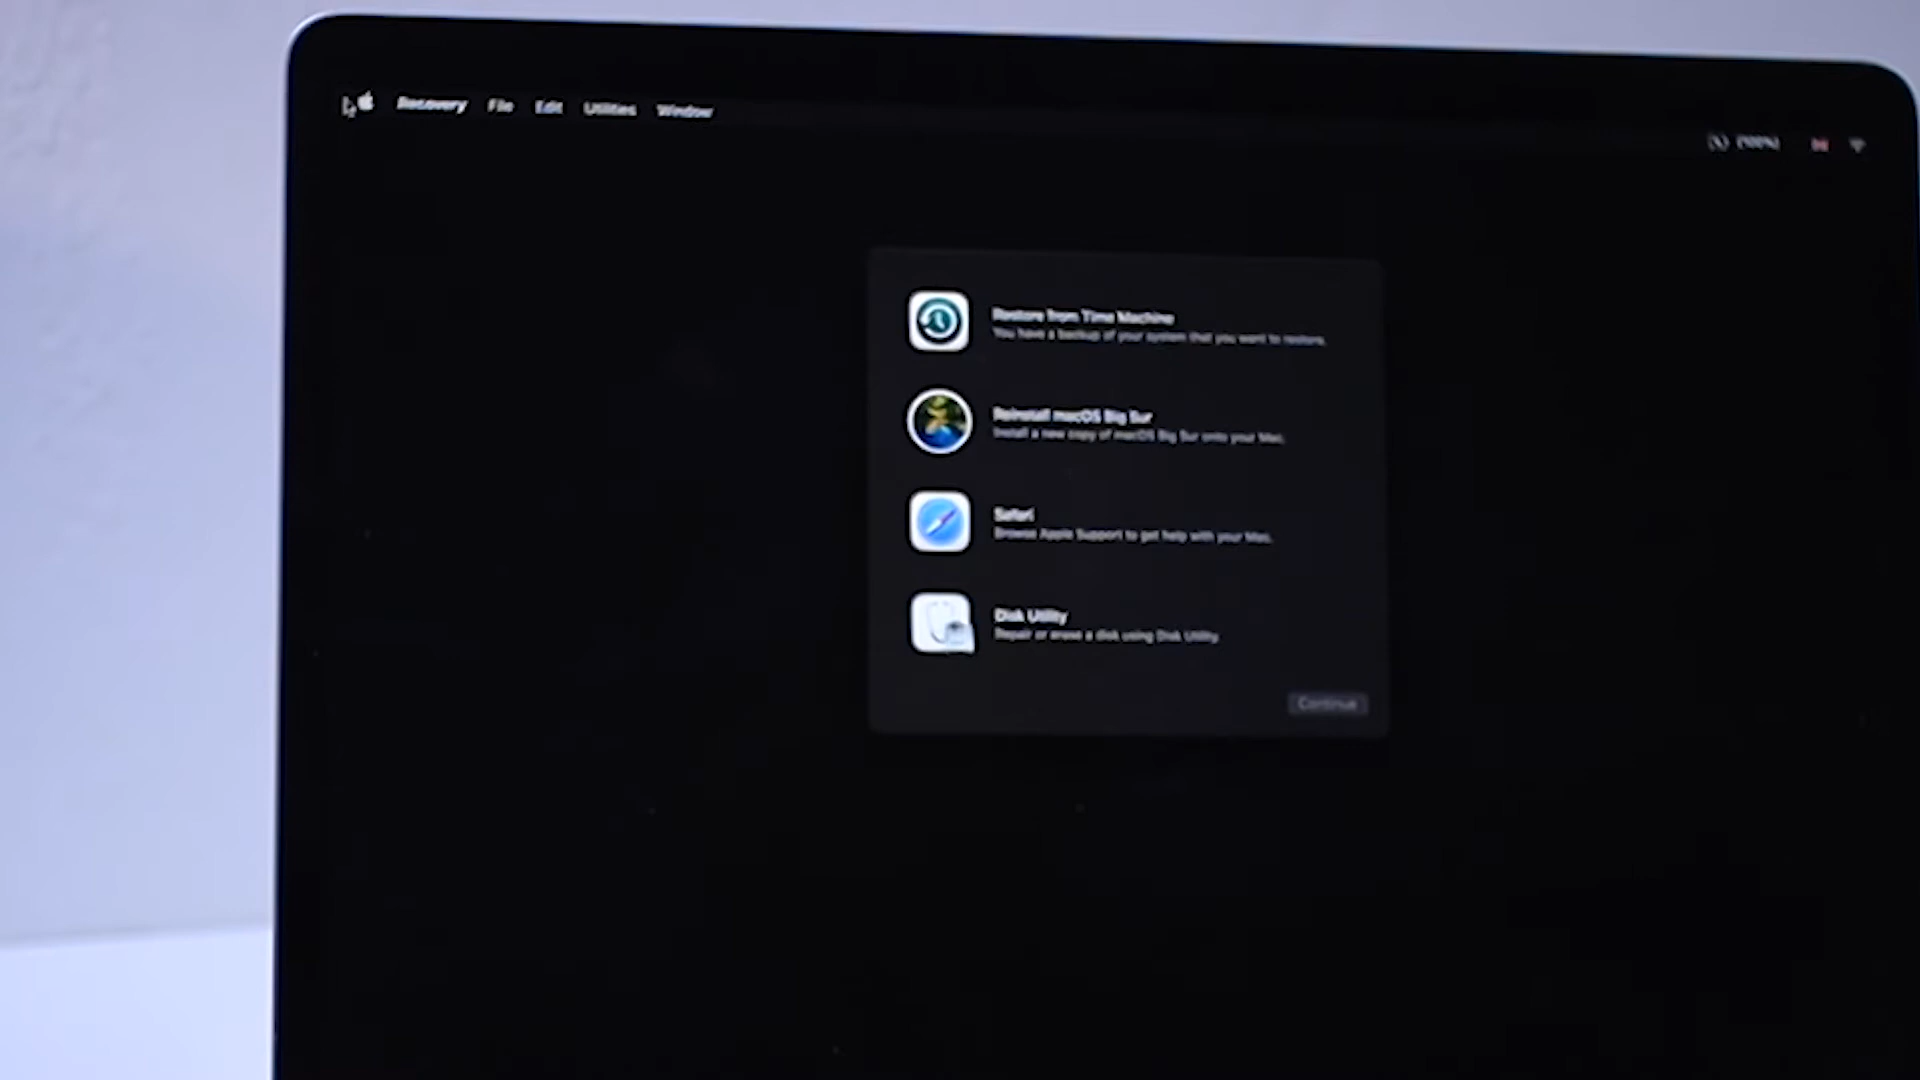 Recovery File Edit Utilities Window
(100%)
Restore from Time Machine
You have a backup of your system that you want to restore.
Reinstall macOS Big Sur
Install a new copy of macOS Big Sur onto your Mac.
Safari
Browse Apple Support to get help with your Mac.
Disk Utility
Repair or erase a disk using Disk Utility.
Continue